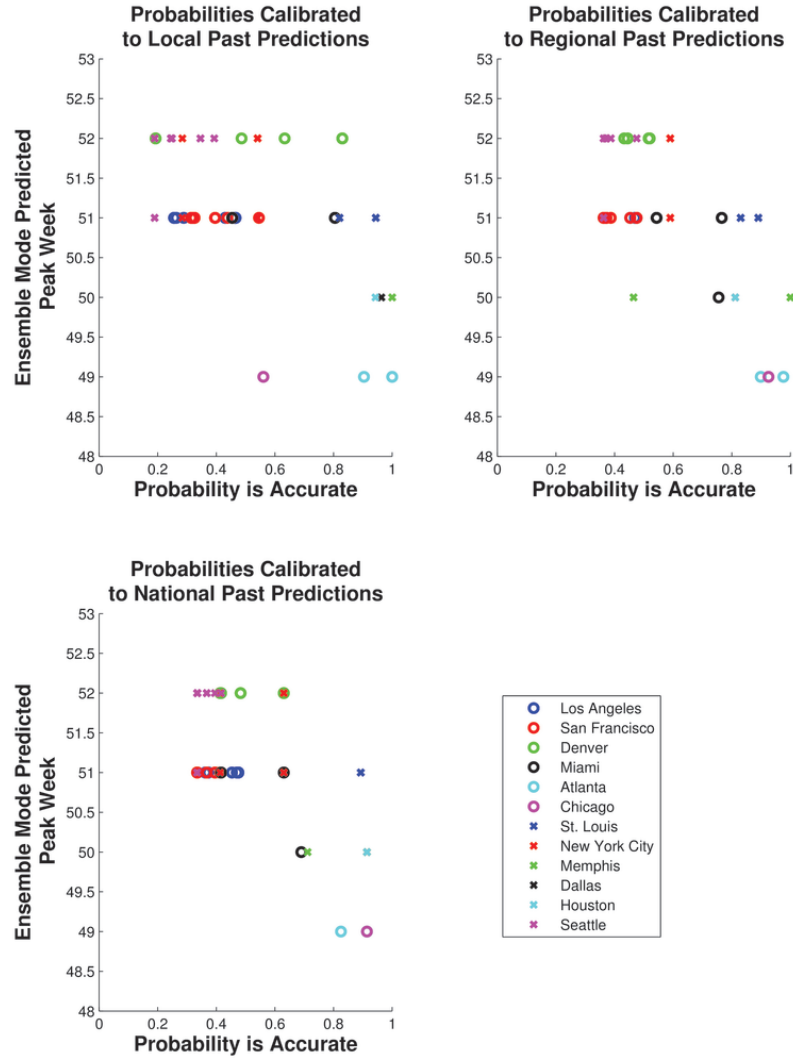 Probabilities Calibrated
to Local Past Predictions
53
52.5
52
51.5
51
50.5
50
49.5
49
48.5
48
Ensemble Mode Predicted
Peak Week
0 0.2 0.4 0.6 0.8 1
Probability is Accurate
Probabilities Calibrated
to Regional Past Predictions
53
52.5
52
51.5
51
50.5
50
49.5
49
48.5
48
0 0.2 0.4 0.6 0.8 1
Probability is Accurate
Probabilities Calibrated
to National Past Predictions
53
52.5
52
51.5
51
50.5
50
49.5
49
48.5
48
Ensemble Mode Predicted
Peak Week
0 0.2 0.4 0.6 0.8 1
Probability is Accurate
Los Angeles
San Francisco
Denver
Miami
Atlanta
Chicago
St. Louis
New York City
Memphis
Dallas
Houston
Seattle